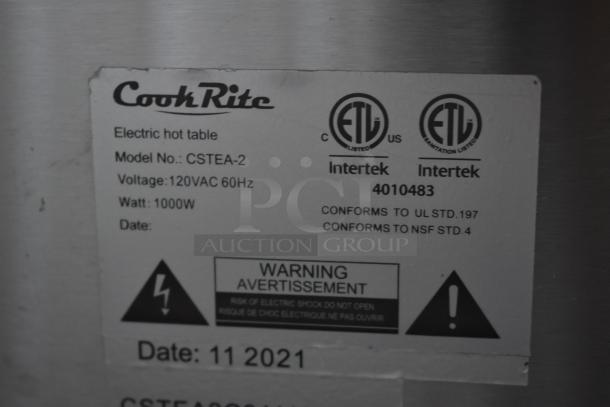 CookRite
Electric hot table
Model No.: CSTEA-2
Voltage:120VAC 60Hz
Watt: 1000W
Date:
C ETL US
LISTED
Intertek
ETL
SANITATION LISTED
Intertek
4010483
CONFORMS TO UL STD.197
CONFORMS TO NSF STD.4
PCI
AUCTION GROUP
WARNING
AVERTISSEMENT
RISK OF ELECTRIC SHOCK DO NOT OPEN
RISQUE DE CHOC ELECTRIQUE NE PAS OUVRIR
Date: 11 2021